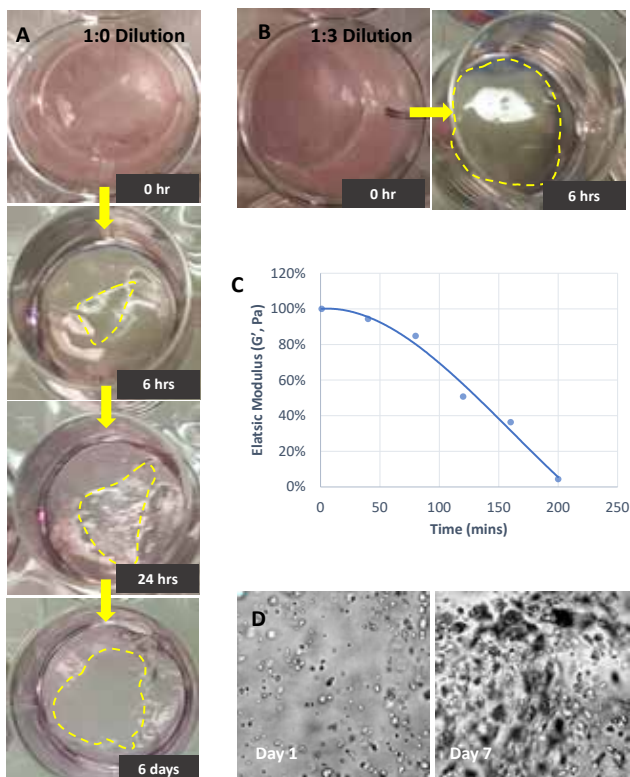 A 1:0 Dilution
0 hr
6 hrs
24 hrs
6 days
B 1:3 Dilution
0 hr
6 hrs
C
120%
100%
80%
60%
40%
20%
0%
Elatsic Modulus (G’, Pa)
0 50 100 150 200 250
Time (mins)
D
Day 1
Day 7